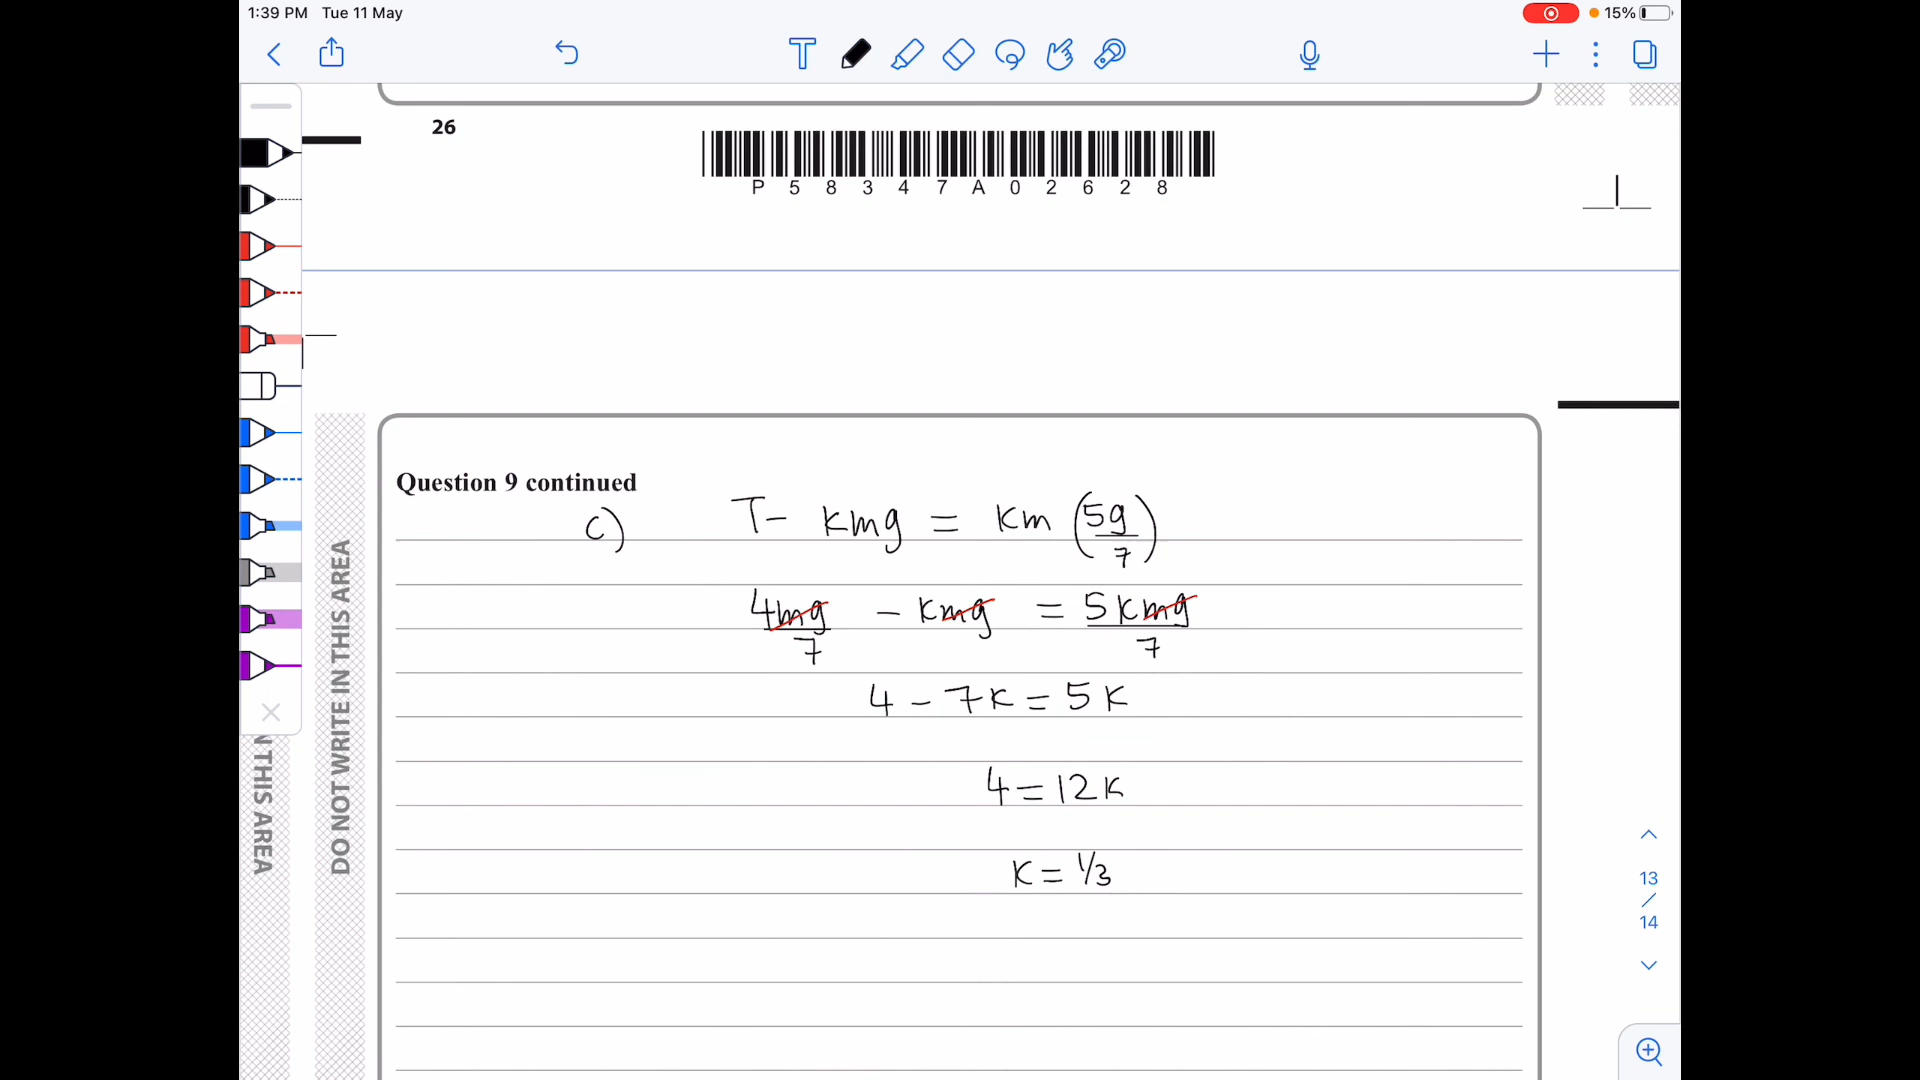 1:39 PM Tue 11 May
15%
T
26
P 5 8 3 4 7 A 0 2 6 2 8
DO NOT WRITE IN THIS AREA
N THIS AREA
Question 9 continued
c) T - kmg = km (5g/7)
4mg/7 - kmg = 5kmg/7
4 - 7k = 5k
4 = 12k
k = 1/3
13
/
14